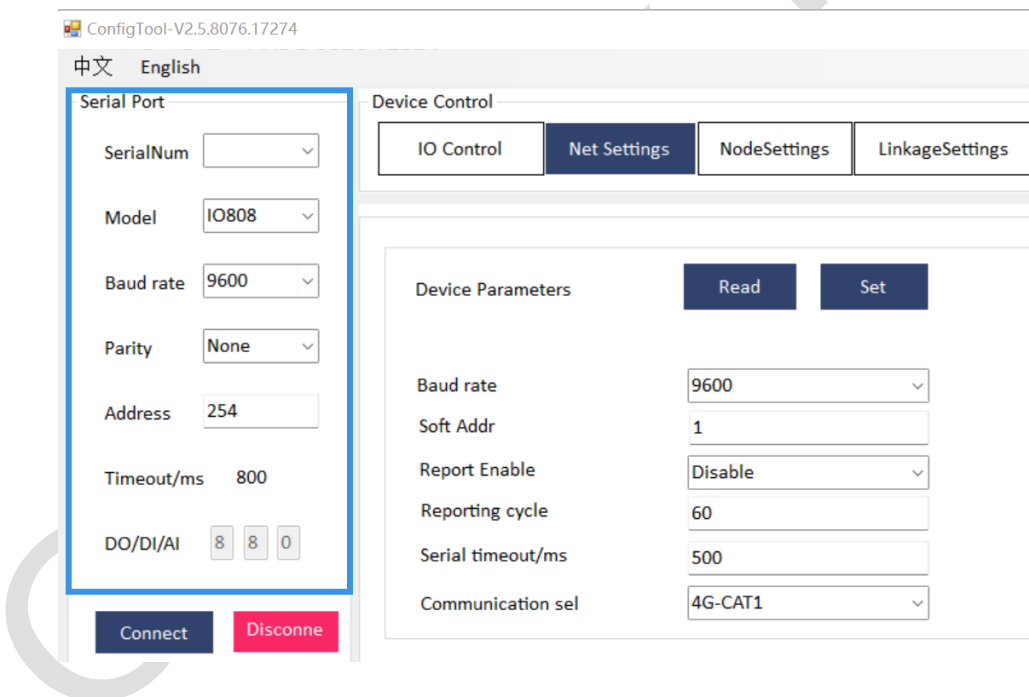 ConfigTool-V2.5.8076.17274
中文 English
Serial Port
SerialNum
Model IO808
Baud rate 9600
Parity None
Address 254
Timeout/ms 800
DO/DI/AI 8 8 0
Connect Disconne
Device Control
IO Control Net Settings NodeSettings LinkageSettings
Device Parameters Read Set
Baud rate 9600
Soft Addr 1
Report Enable Disable
Reporting cycle 60
Serial timeout/ms 500
Communication sel 4G-CAT1